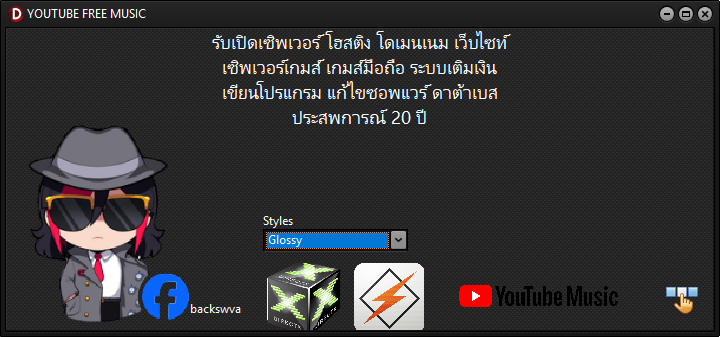 YOUTUBE FREE MUSIC
รับเปิดเซิพเวอร์ โฮสติง โดเมนเนม เว็บไซท์
เซิพเวอร์เกมส์ เกมส์มือถือ ระบบเติมเงิน
เขียนโปรแกรม แก้ไขซอพแวร์ ดาต้าเบส
ประสพการณ์ 20 ปี
Styles
Glossy
backswva
YouTube Music